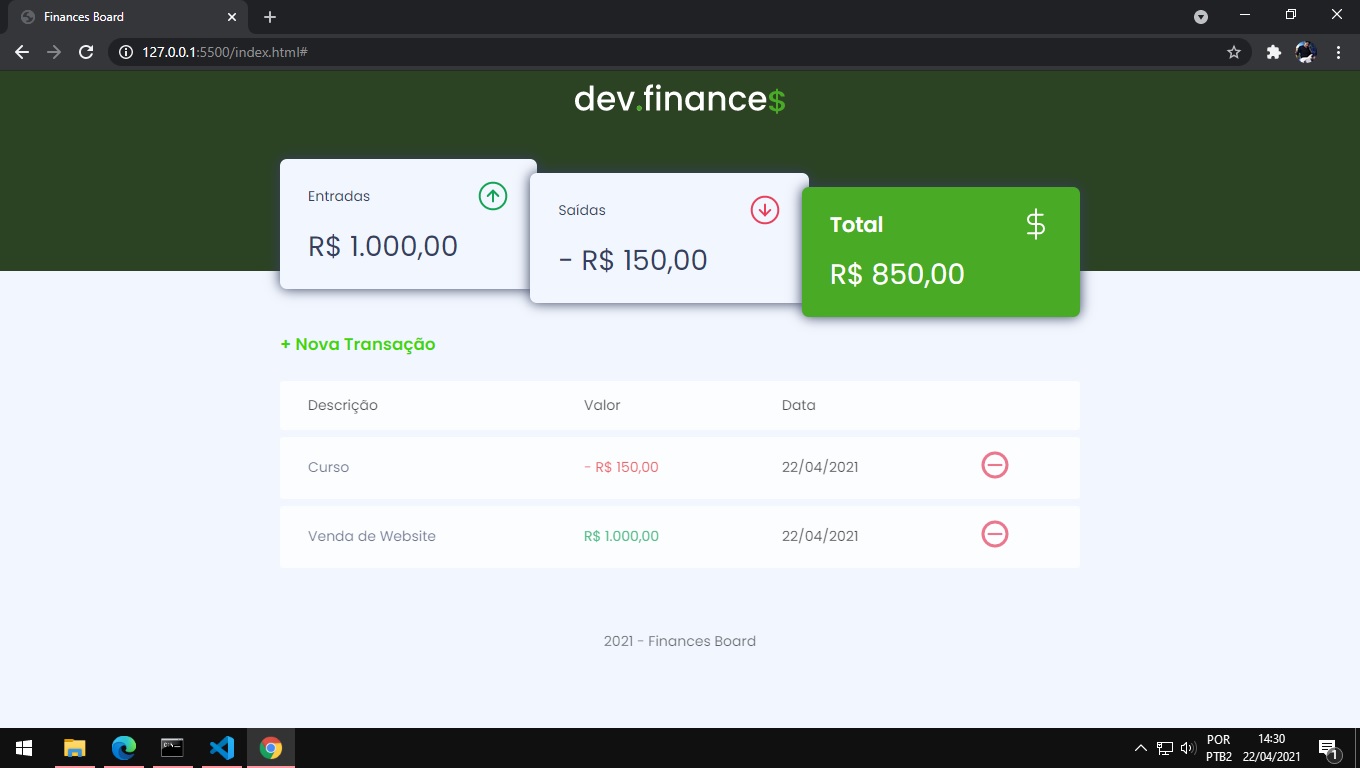 Finances Board
127.0.0.1:5500/index.html#
dev.finance$
Entradas
R$ 1.000,00
Saídas
- R$ 150,00
Total
$
R$ 850,00
+ Nova Transação
Descrição Valor Data
Curso - R$ 150,00 22/04/2021
Venda de Website R$ 1.000,00 22/04/2021
2021 - Finances Board
POR 14:30
PTB2 22/04/2021
1